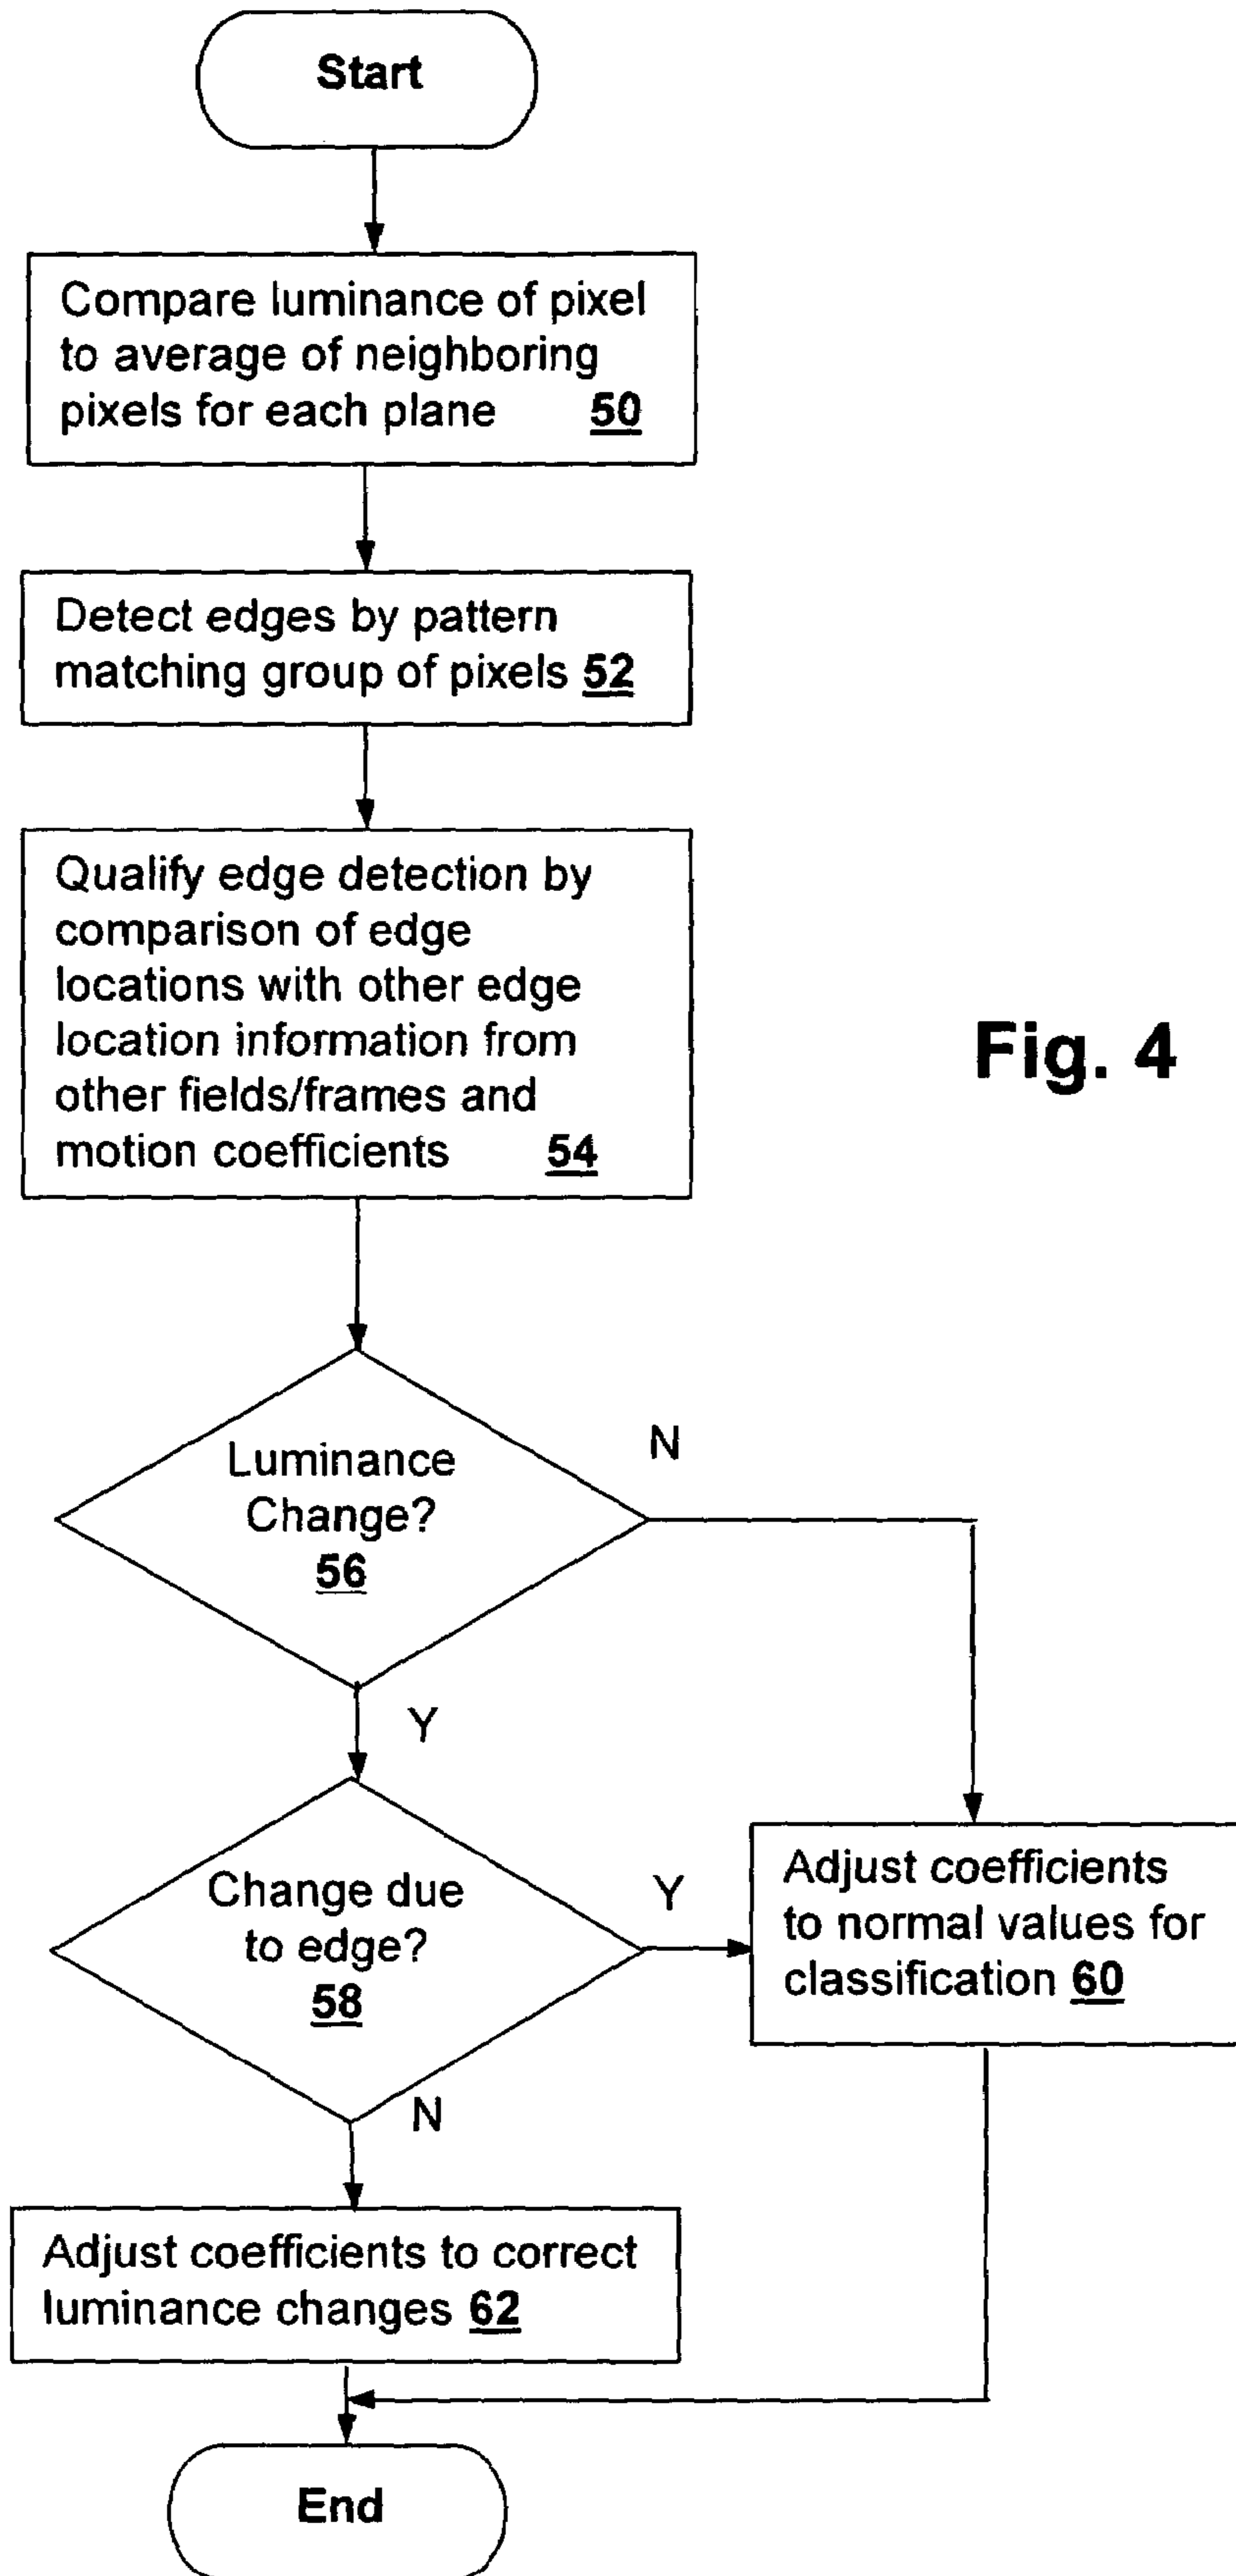 Start
Compare luminance of pixel
to average of neighboring
pixels for each plane 50
Detect edges by pattern
matching group of pixels 52
Qualify edge detection by
comparison of edge
locations with other edge
location information from
other fields/frames and
motion coefficients 54
Fig. 4
Luminance
Change?
56
N
Y
Change due
to edge?
58
Y
Adjust coefficients
to normal values for
classification 60
N
Adjust coefficients to correct
luminance changes 62
End